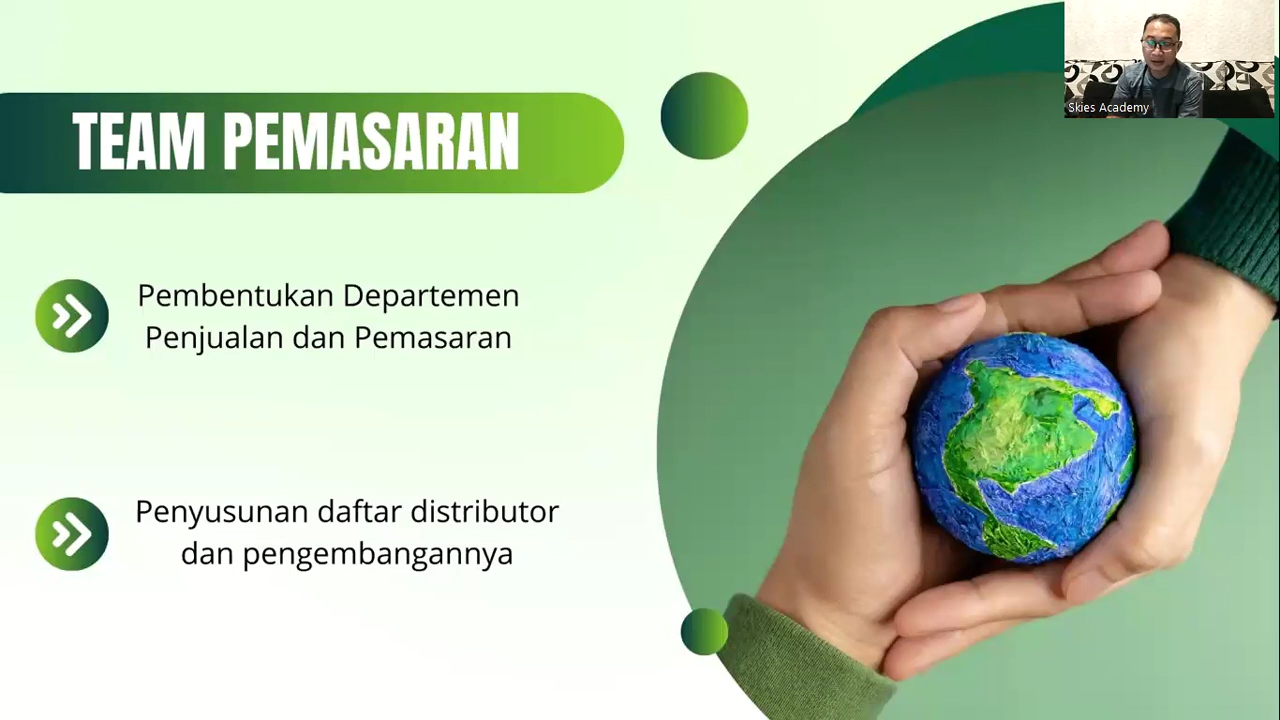 TEAM PEMASARAN
Pembentukan Departemen
Penjualan dan Pemasaran
Penyusunan daftar distributor
dan pengembangannya
Skies Academy